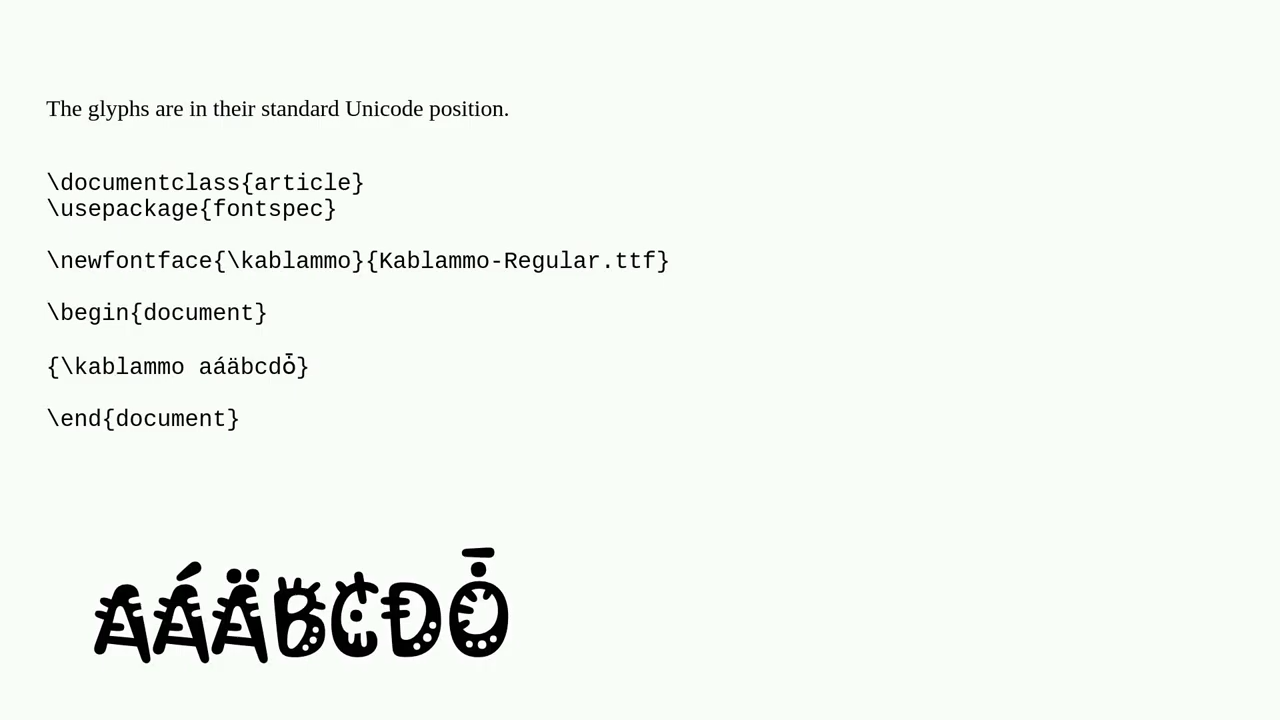 The glyphs are in their standard Unicode position.
\documentclass{article}
\usepackage{fontspec}
\newfontface{\kablammo}{Kablammo-Regular.ttf}
\begin{document}
{\kablammo aáäbcdȱ}
\end{document}
AÁÄBCDȰ